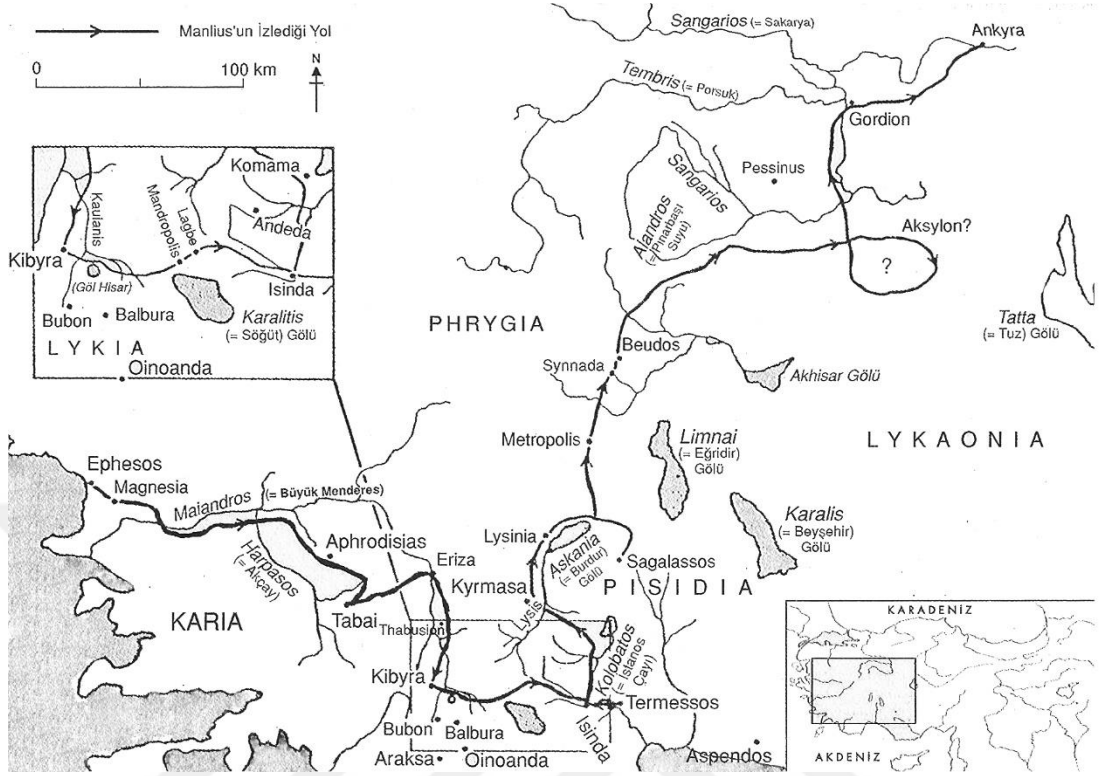 Manlius'un İzlediği Yol
0 100 km
N
Sangarios (= Sakarya)
Ankyra
Tembris (= Porsuk)
Gordion
Sangarios
Pessinus
Alandros
(= Pınarbaşı
Suyu)
Aksylon?
?
Tatta
(= Tuz) Gölü
Komama
Kaulanis
Mandropolis
Lagbe
Andeda
Kibyra
(Göl Hisar)
Isinda
Bubon
Balbura
Karalitis
(= Söğüt) Gölü
LYKIA
Oinoanda
PHRYGIA
Beudos
Synnada
Akhisar Gölü
Metropolis
Limnai
(= Eğridir)
Gölü
LYKAONIA
Ephesos
Magnesia
Maiandros (= Büyük Menderes)
Harpasos
(= Akçay)
Aphrodisias
Eriza
Lysinia
Askania
(= Burdur
Gölü)
Sagalassos
Karalis
(= Beyşehir)
Gölü
Kyrmasa
PISIDIA
KARIA
Tabai
Thabusion
Lysis
Kolobatos
(= İstanos
Çayı)
Kibyra
Termessos
Bubon
Balbura
Isinda
Araksa
Oinoanda
Aspendos
KARADENİZ
AKDENİZ